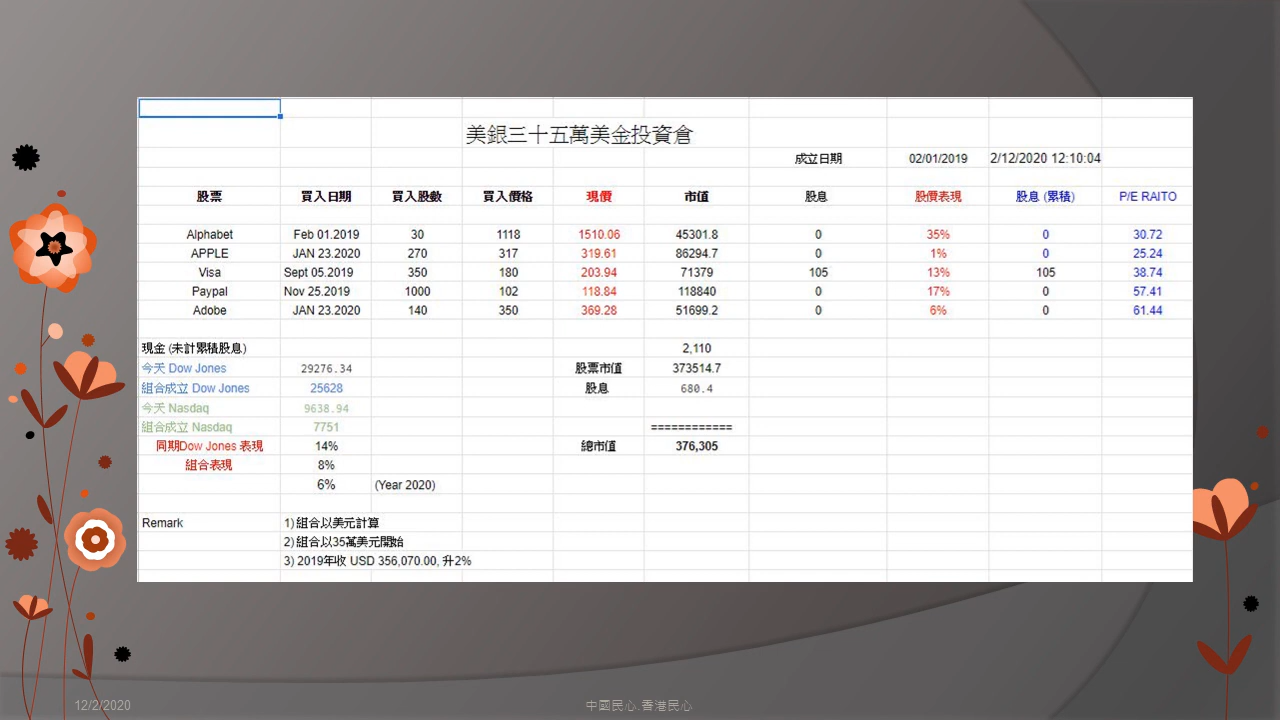 美銀三十五萬美金投資倉
成立日期 02/01/2019 2/12/2020 12:10:04
股票 買入日期 買入股數 買入價格 現價 市值 股息 股價表現 股息 (累積) P/E RAITO
Alphabet Feb 01.2019 30 1118 1510.06 45301.8 0 35% 0 30.72
APPLE JAN 23.2020 270 317 319.61 86294.7 0 1% 0 25.24
Visa Sept 05.2019 350 180 203.94 71379 105 13% 105 38.74
Paypal Nov 25.2019 1000 102 118.84 118840 0 17% 0 57.41
Adobe JAN 23.2020 140 350 369.28 51699.2 0 6% 0 61.44
現金 (未計累積股息) 2,110
今天 Dow Jones 29276.34 股票市值 373514.7
組合成立 Dow Jones 25628 股息 680.4
今天 Nasdaq 9638.94
組合成立 Nasdaq 7751 ============
同期Dow Jones 表現 14% 總市值 376,305
組合表現 8%
6% (Year 2020)
Remark 1) 組合以美元計算
2) 組合以35萬美元開始
3) 2019年收 USD 356,070.00, 升2%
12/2/2020 中國民心.香港民心